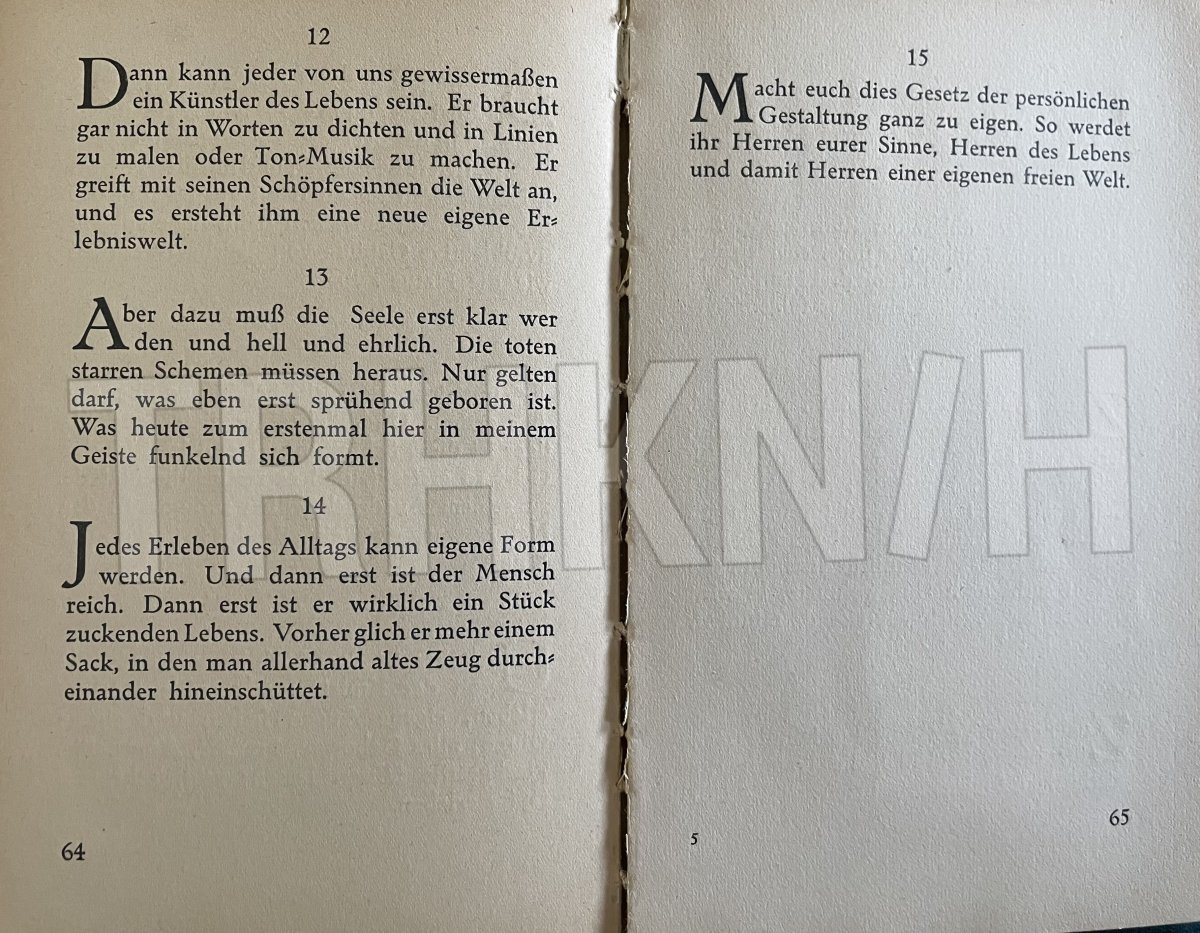 12
Dann kann jeder von uns gewissermaßen
ein Künstler des Lebens sein. Er braucht
gar nicht in Worten zu dichten und in Linien
zu malen oder Ton⸗Musik zu machen. Er
greift mit seinen Schöpfersinnen die Welt an,
und es ersteht ihm eine neue eigene Er⸗
lebniswelt.
13
Aber dazu muß die Seele erst klar wer
den und hell und ehrlich. Die toten
starren Schemen müssen heraus. Nur gelten
darf, was eben erst sprühend geboren ist.
Was heute zum erstenmal hier in meinem
Geiste funkelnd sich formt.
14
Jedes Erleben des Alltags kann eigene Form
werden. Und dann erst ist der Mensch
reich. Dann erst ist er wirklich ein Stück
zuckenden Lebens. Vorher glich er mehr einem
Sack, in den man allerhand altes Zeug durch⸗
einander hineinschüttet.
64
15
Macht euch dies Gesetz der persönlichen
Gestaltung ganz zu eigen. So werdet
ihr Herren eurer Sinne, Herren des Lebens
und damit Herren einer eigenen freien Welt.
5
65
TRHKN/H